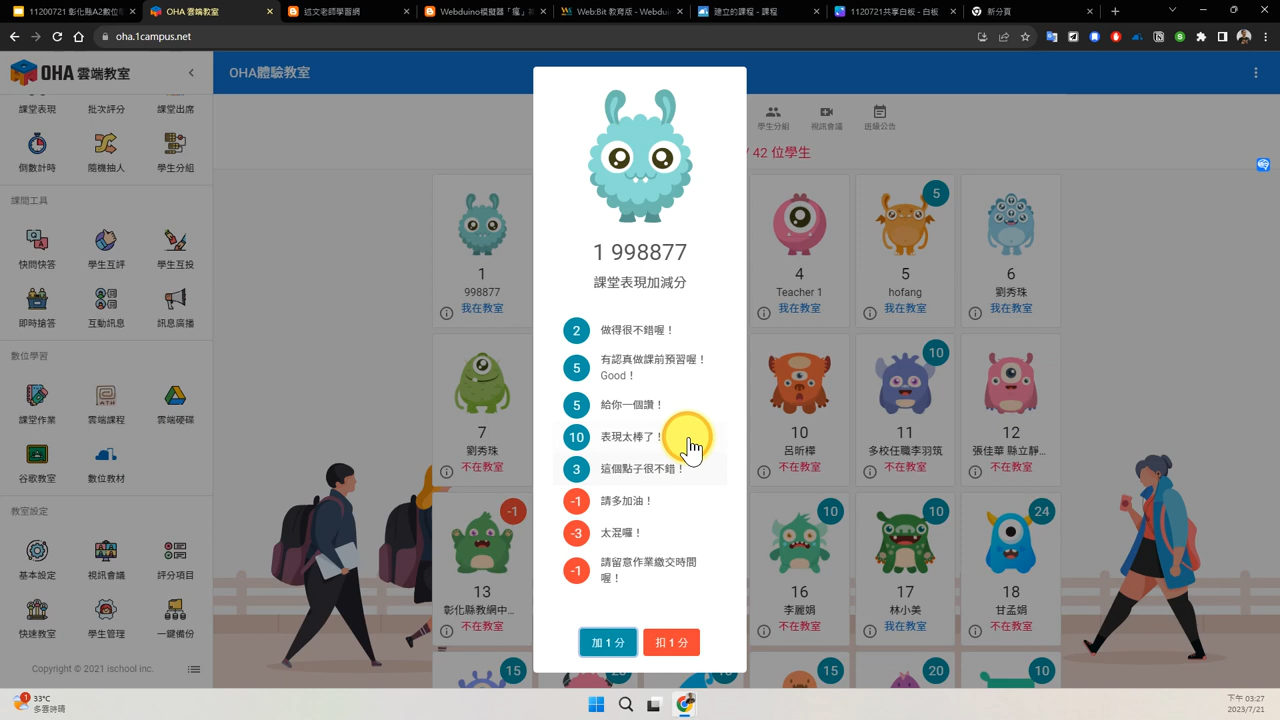 11200721 彰化縣A2數位
OHA 雲端教室
述文老師學習網
Webduino模擬器「瘋」
Web:Bit 教育版 - Webdui
建立的課程 - 課程
1120721共享白板 - 白板
新分頁
oha.1campus.net
OHA 雲端教室
OHA體驗教室
課堂表現
批次評分
課堂出席
倒數計時
隨機抽人
學生分組
課間工具
快問快答
學生互評
學生互投
即時搶答
互動訊息
訊息廣播
數位學習
課堂作業
雲端課程
雲端硬碟
谷歌教室
數位教材
教室設定
基本設定
視訊會議
評分項目
快速教室
學生管理
一鍵備份
Copyright © 2021 ischool inc.
學生分組
視訊會議
班級公告
/ 42 位學生
1
998877
我在教室
4
Teacher 1
我在教室
5
5
hofang
我在教室
6
劉秀珠
我在教室
7
劉秀珠
不在教室
10
呂昕樺
不在教室
10
11
多校任職李羽筑
不在教室
12
張佳華 縣立靜...
不在教室
-1
13
彰化縣教網中...
不在教室
10
16
李麗娟
不在教室
10
17
林小美
我在教室
24
18
甘孟娟
不在教室
15
15
20
10
1 998877
課堂表現加減分
2 做得很不錯喔！
5 有認真做課前預習喔！
Good！
5 給你一個讚！
10 表現太棒了！
3 這個點子很不錯！
-1 請多加油！
-3 太混囉！
-1 請留意作業繳交時間
喔！
加 1 分
扣 1 分
1
33°C
多雲時晴
下午 03:27
2023/7/21